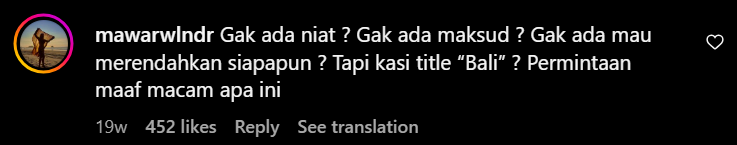 mawarwlndr Gak ada niat ? Gak ada maksud ? Gak ada mau
merendahkan siapapun ? Tapi kasi title “Bali” ? Permintaan
maaf macam apa ini
19w 452 likes Reply See translation